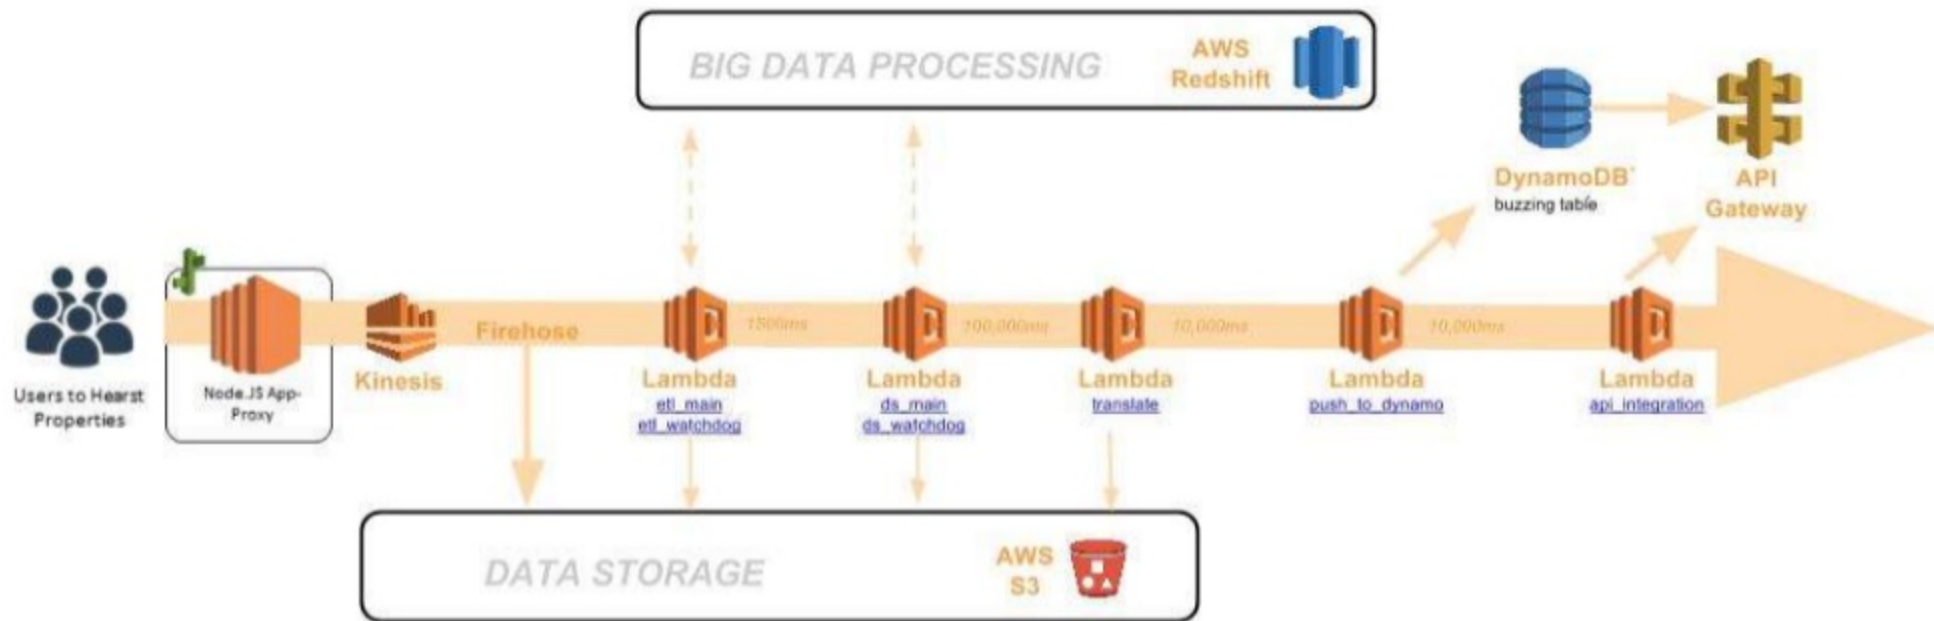 BIG DATA PROCESSING
AWS
Redshift
DynamoDB*
buzzing table
API
Gateway
Users to Hearst
Properties
Node.JS App-
Proxy
Kinesis
Firehose
Lambda
etl_main
etl_watchdog
1500ms
Lambda
ds_main
ds_watchdog
100,000ms
Lambda
translate
10,000ms
Lambda
push_to_dynamo
10,000ms
Lambda
api_integration
DATA STORAGE
AWS
S3